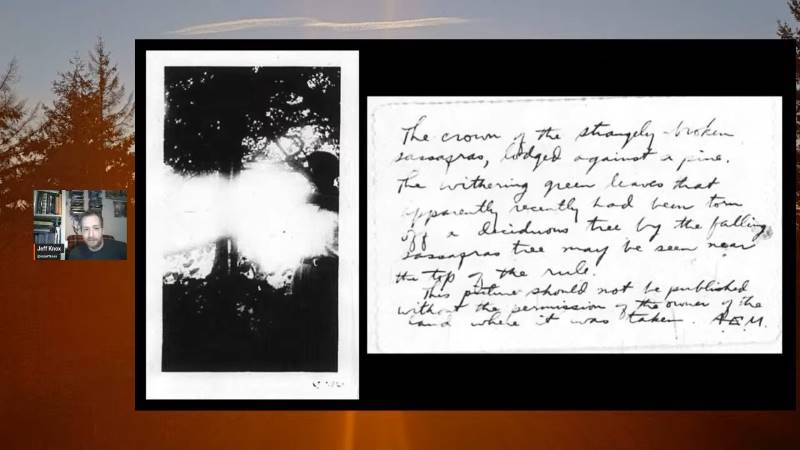 Jeff Knox
The crown of the strangely-broken
sassagras, lodged against a pine.
The withering green leaves that
apparently recently had been torn
off a deciduous tree by the falling
sassagras tree may be seen near
the top of the rule.
This picture should not be published
without the permission of the owner of the
land where it was taken. A.E.M.